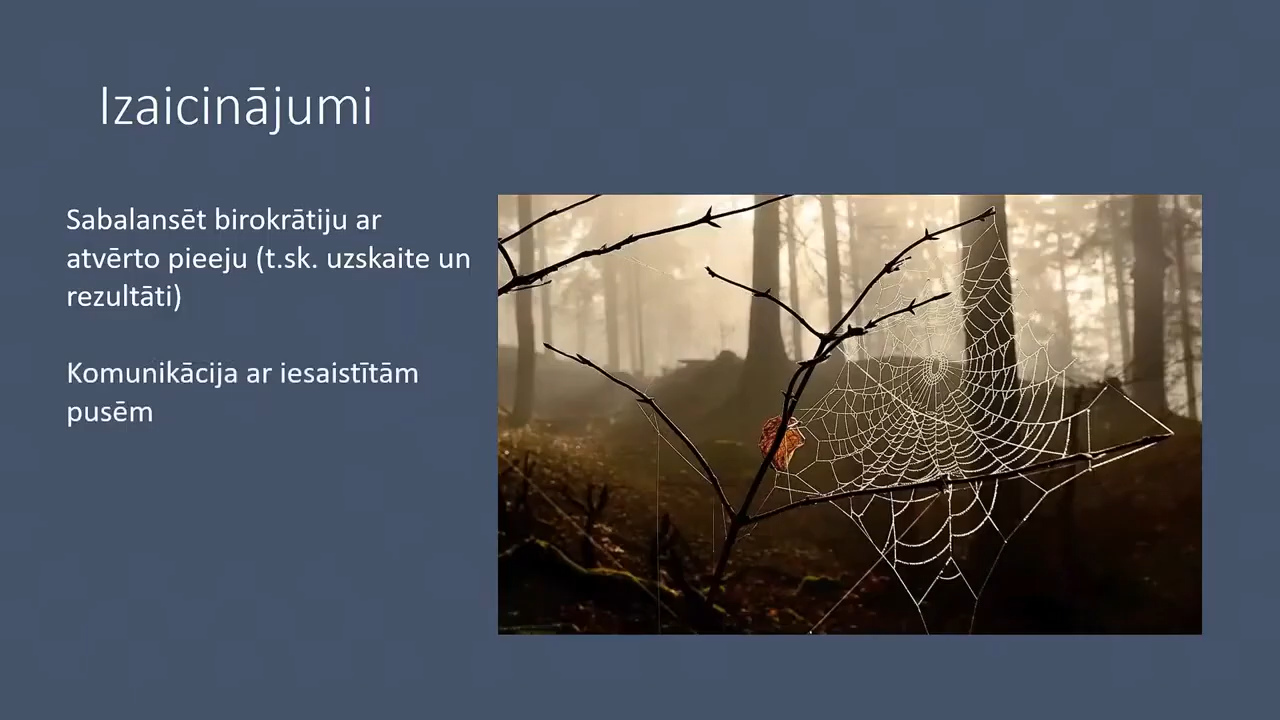 Izaicinājumi
Sabalansēt birokrātiju ar
atvērto pieeju (t.sk. uzskaite un
rezultāti)
Komunikācija ar iesaistītām
pusēm